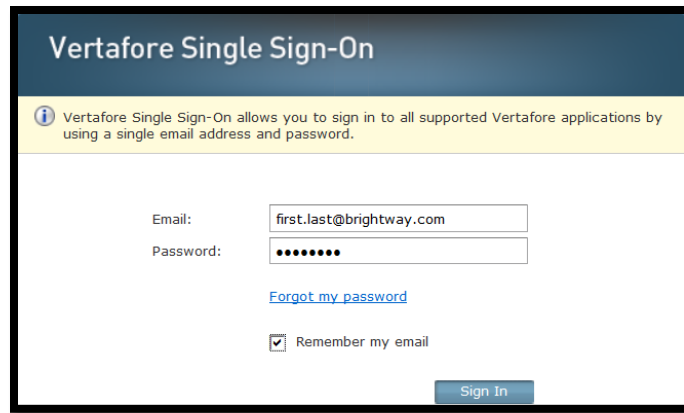 Vertafore Single Sign-On
Vertafore Single Sign-On allows you to sign in to all supported Vertafore applications by
using a single email address and password.
Email: first.last@brightway.com
Password: ••••••••
Forgot my password
Remember my email
Sign In